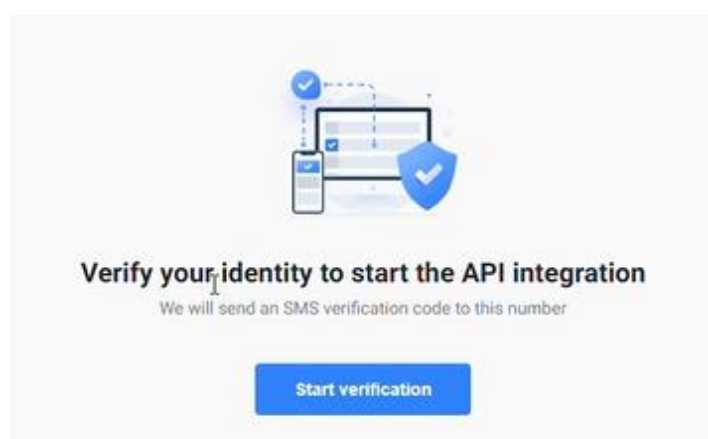 Verify your identity to start the API integration
We will send an SMS verification code to this number
Start verification